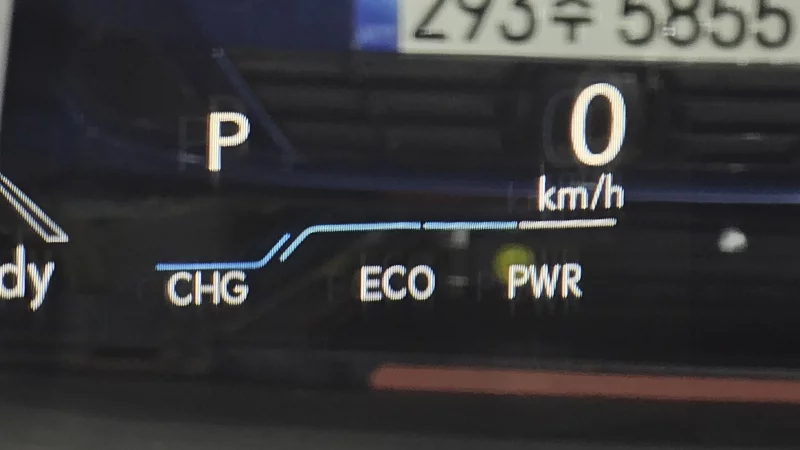 293주 5855
P
0
km/h
dy
CHG ECO PWR